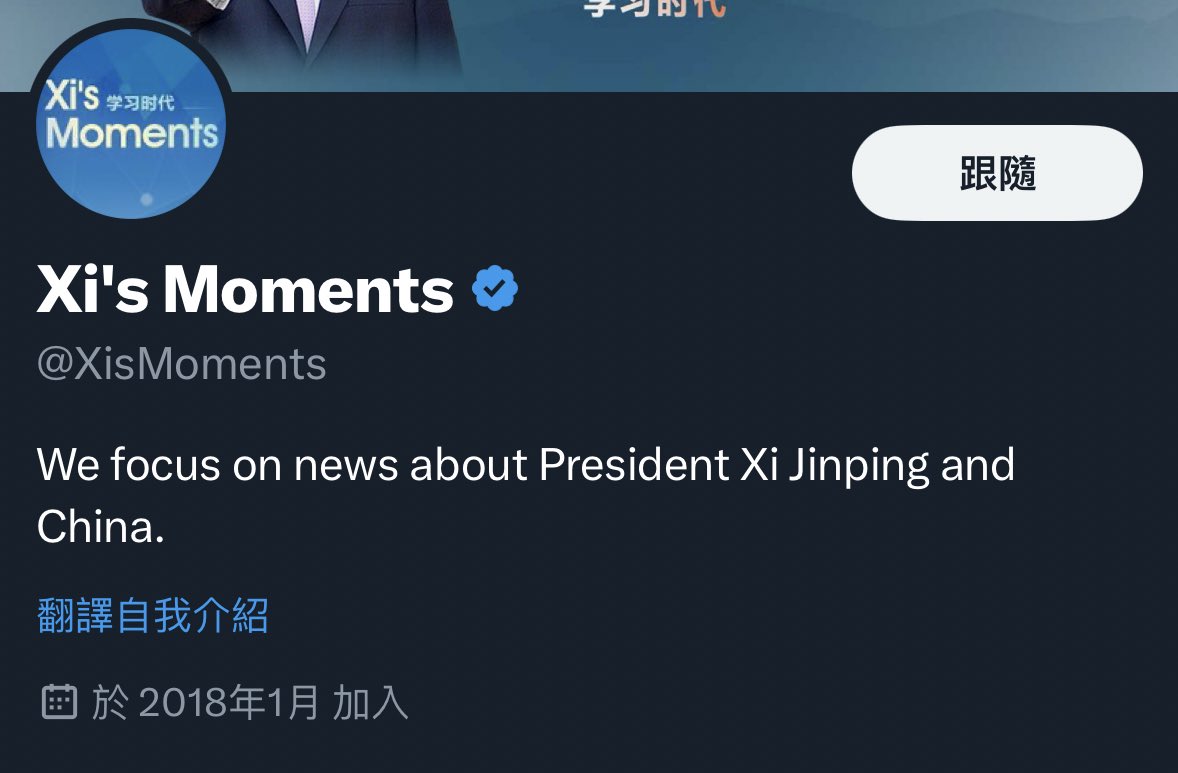 学习时代
Xi's 学习时代
Moments
跟隨
Xi's Moments
@XisMoments
We focus on news about President Xi Jinping and
China.
翻譯自我介紹
於 2018年1月 加入